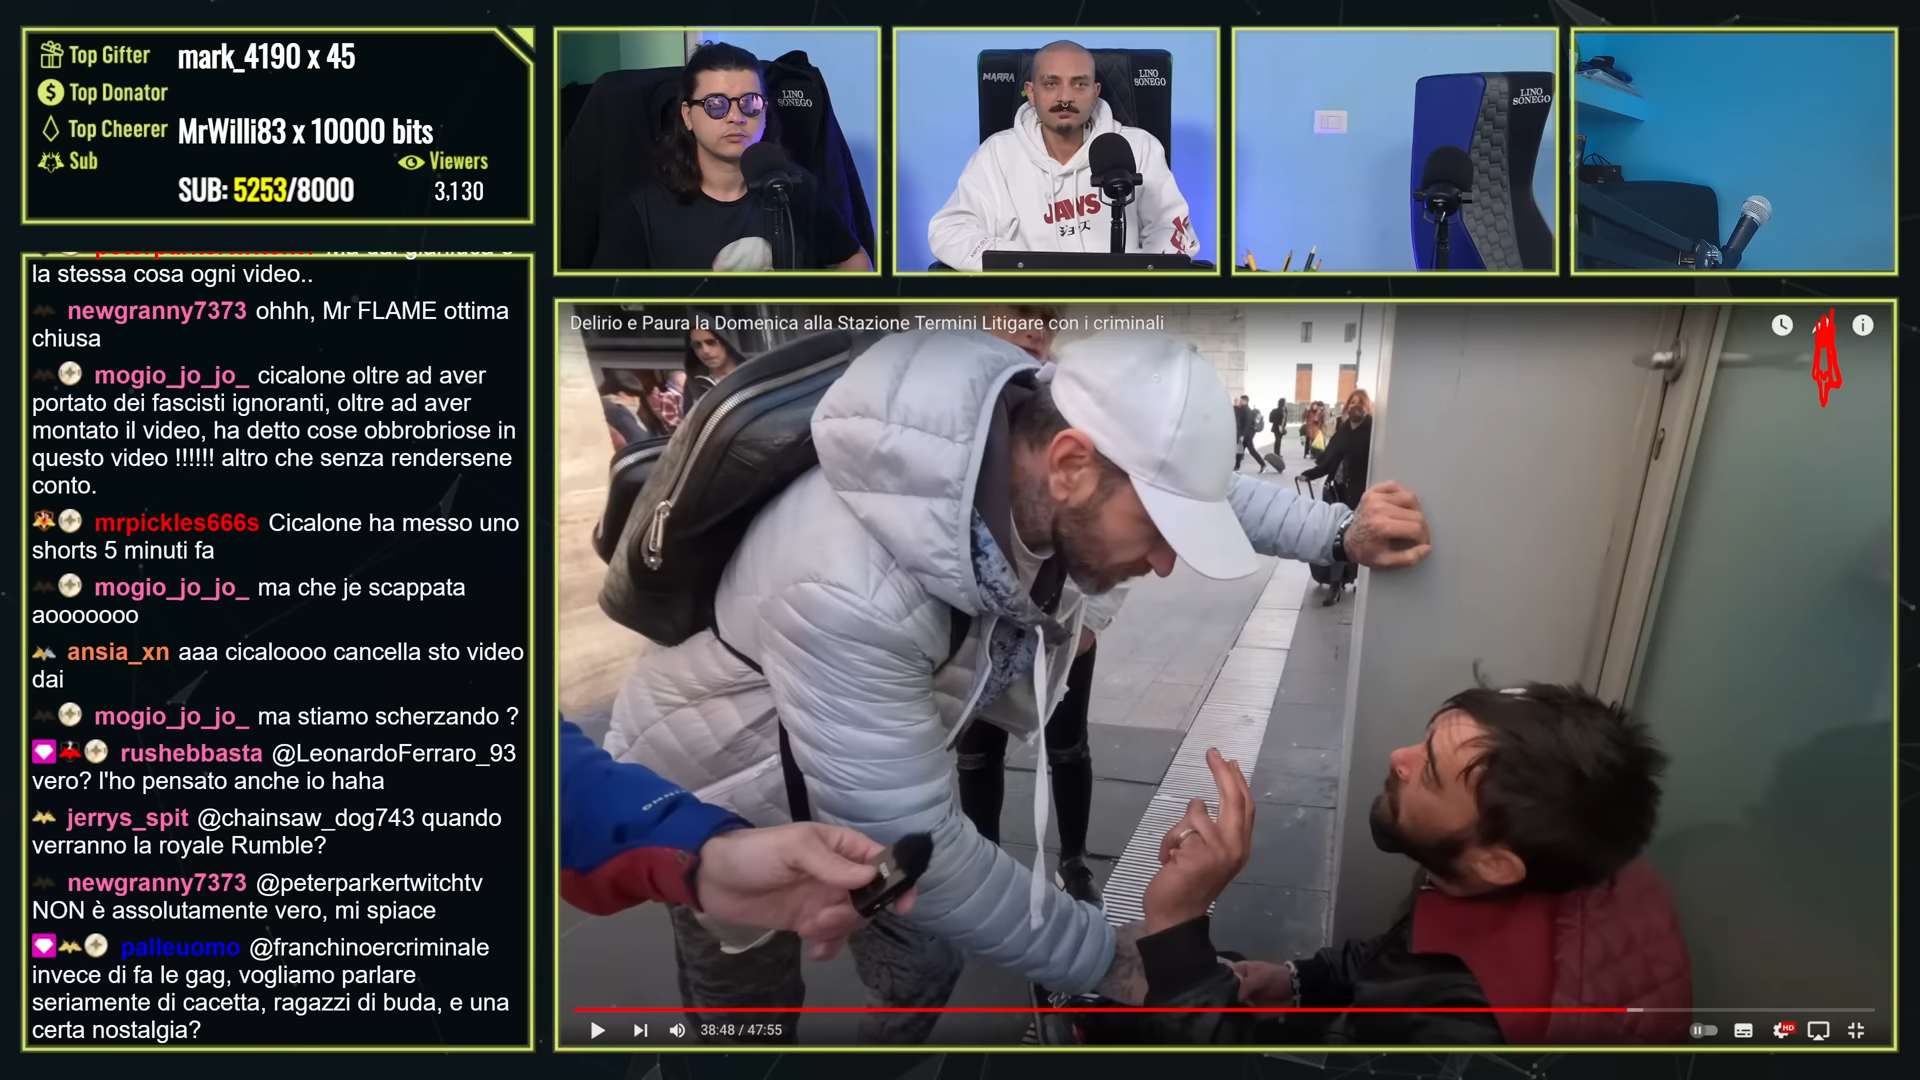 Top Gifter mark_4190 x 45
Top Donator
Top Cheerer MrWilli83 x 10000 bits
Sub Viewers
SUB: 5253/8000 3,130
la stessa cosa ogni video..
newgranny7373 ohhh, Mr FLAME ottima
chiusa
mogio_jo_jo_ cicalone oltre ad aver
portato dei fascisti ignoranti, oltre ad aver
montato il video, ha detto cose obbrobriose in
questo video !!!!!! altro che senza rendersene
conto.
mrpickles666s Cicalone ha messo uno
shorts 5 minuti fa
mogio_jo_jo_ ma che je scappata
aooooooo
ansia_xn aaa cicaloooo cancella sto video
dai
mogio_jo_jo_ ma stiamo scherzando ?
rushebbasta @LeonardoFerraro_93
vero? l'ho pensato anche io haha
jerrys_spit @chainsaw_dog743 quando
verranno la royale Rumble?
newgranny7373 @peterparkertwitchtv
NON è assolutamente vero, mi spiace
palleuomo @franchinoercriminale
invece di fa le gag, vogliamo parlare
seriamente di cacetta, ragazzi di buda, e una
certa nostalgia?
LINO
SONEGO
MARRA
LINO
SONEGO
JAWS
ジョーズ
LINO
SONEGO
Delirio e Paura la Domenica alla Stazione Termini Litigare con i criminali
38:48 / 47:55
HD